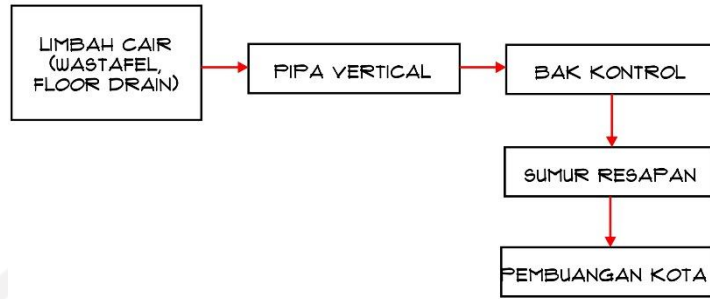 LIMBAH CAIR
(WASTAFEL,
FLOOR DRAIN)
PIPA VERTICAL
BAK KONTROL
SUMUR RESAPAN
PEMBUANGAN KOTA